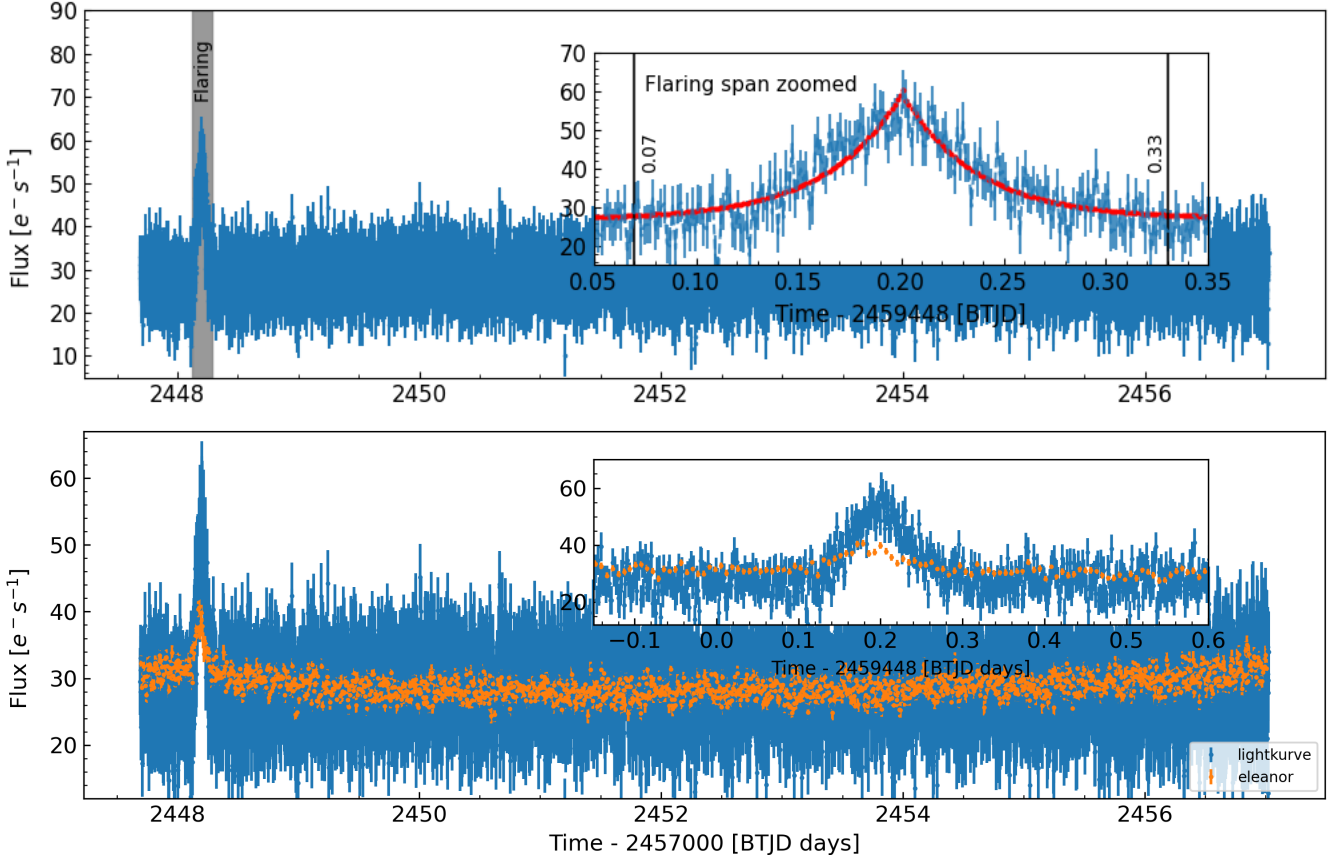 90
80
70
60
50
40
30
20
10
Flux [e − s⁻¹]
Flaring
70
60
50
40
30
20
Flaring span zoomed
0.07
0.33
0.05 0.10 0.15 0.20 0.25 0.30 0.35
Time - 2459448 [BTJD]
2448 2450 2452 2454 2456
60
50
40
30
20
Flux [e − s⁻¹]
60
40
20
−0.1 0.0 0.1 0.2 0.3 0.4 0.5 0.6
Time - 2459448 [BTJD days]
lightkurve
eleanor
2448 2450 2452 2454 2456
Time - 2457000 [BTJD days]